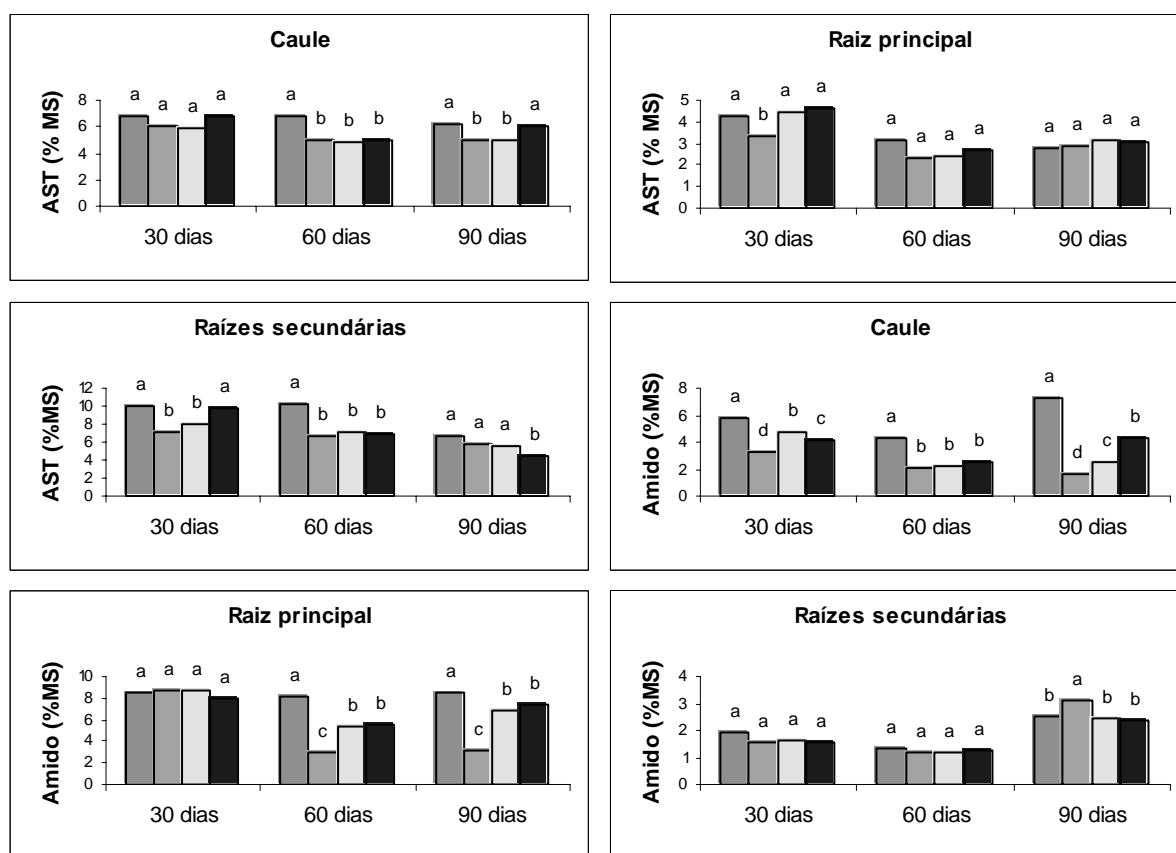 Caule
AST (% MS)
8
6
4
2
0
a a a a
a b b b
a b b a
30 dias 60 dias 90 dias
Raiz principal
AST (% MS)
5
4
3
2
1
0
a b a a
a a a a
a a a a
30 dias 60 dias 90 dias
Raízes secundárias
AST (%MS)
12
10
8
6
4
2
0
a b b a
a b b b
a a a b
30 dias 60 dias 90 dias
Caule
Amido (%MS)
8
6
4
2
0
a d b c
a b b b
a d c b
30 dias 60 dias 90 dias
Raiz principal
Amido (%MS)
10
8
6
4
2
0
a a a a
a c b b
a c b b
30 dias 60 dias 90 dias
Raízes secundárias
Amido (%MS)
4
3
2
1
0
a a a a
a a a a
b a b b
30 dias 60 dias 90 dias